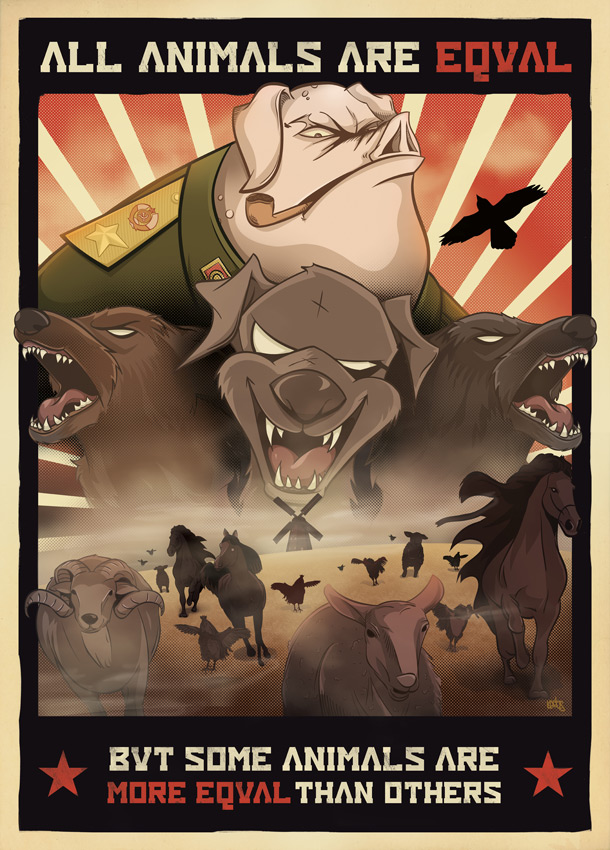 ALL ANIMALS ARE EQVAL
BVT SOME ANIMALS ARE
MORE EQVAL THAN OTHERS